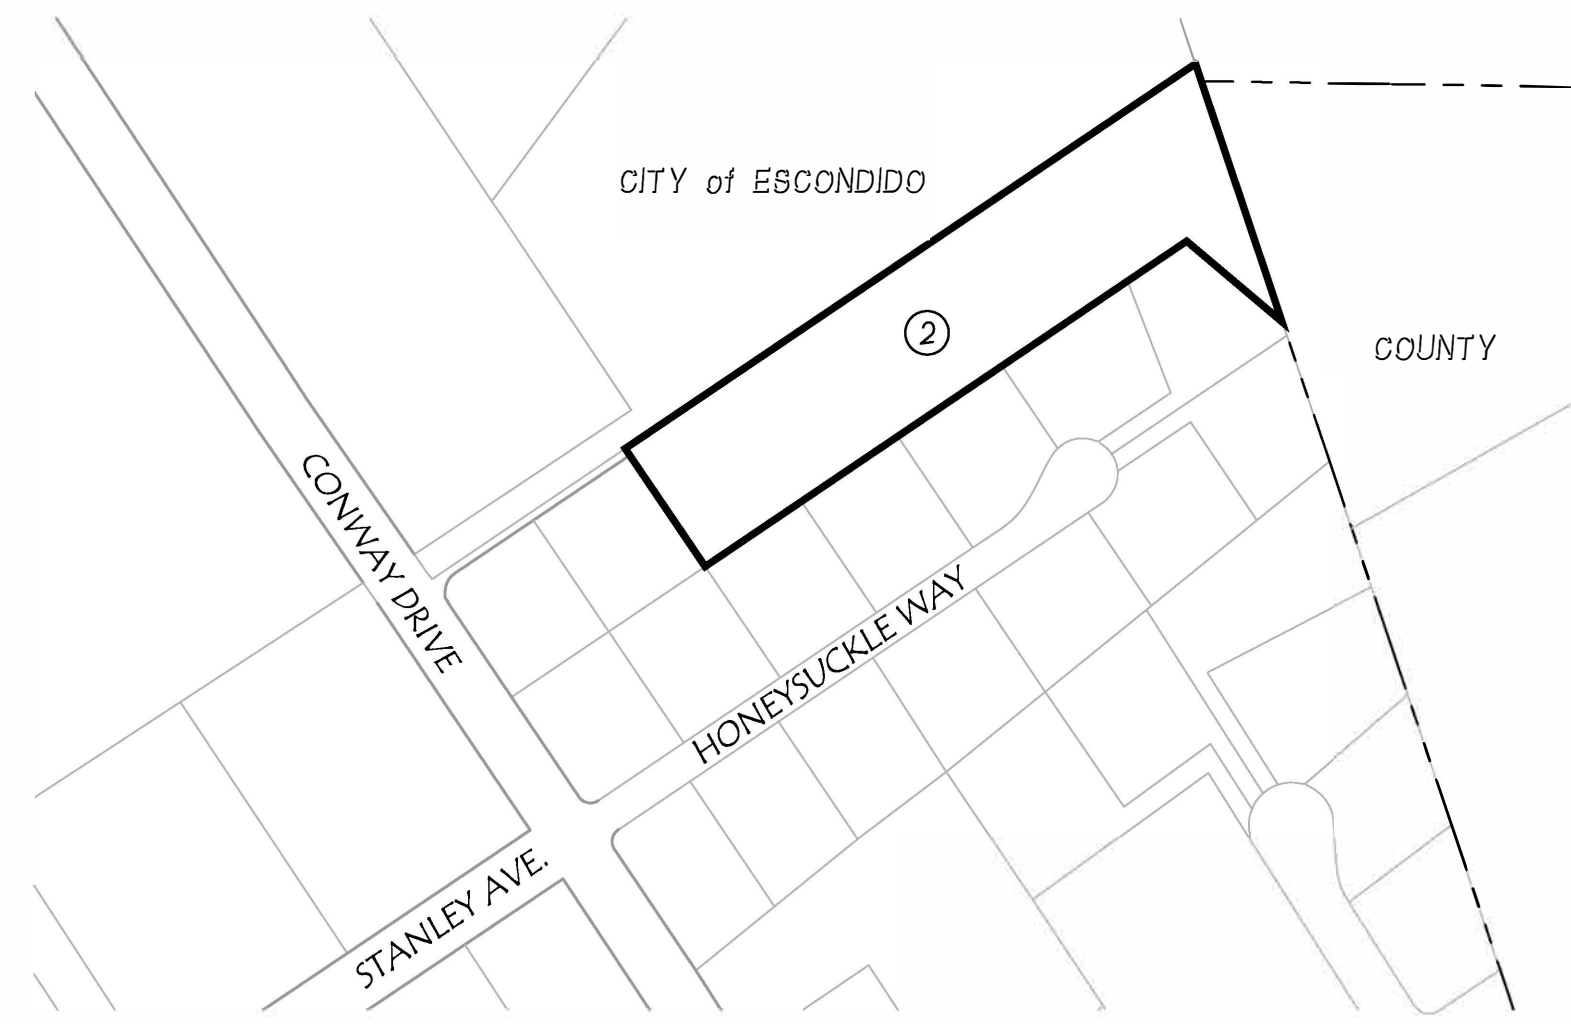 CITY of ESCONDIDO
2
COUNTY
CONWAY DRIVE
HONEYSUCKLE WAY
STANLEY AVE.